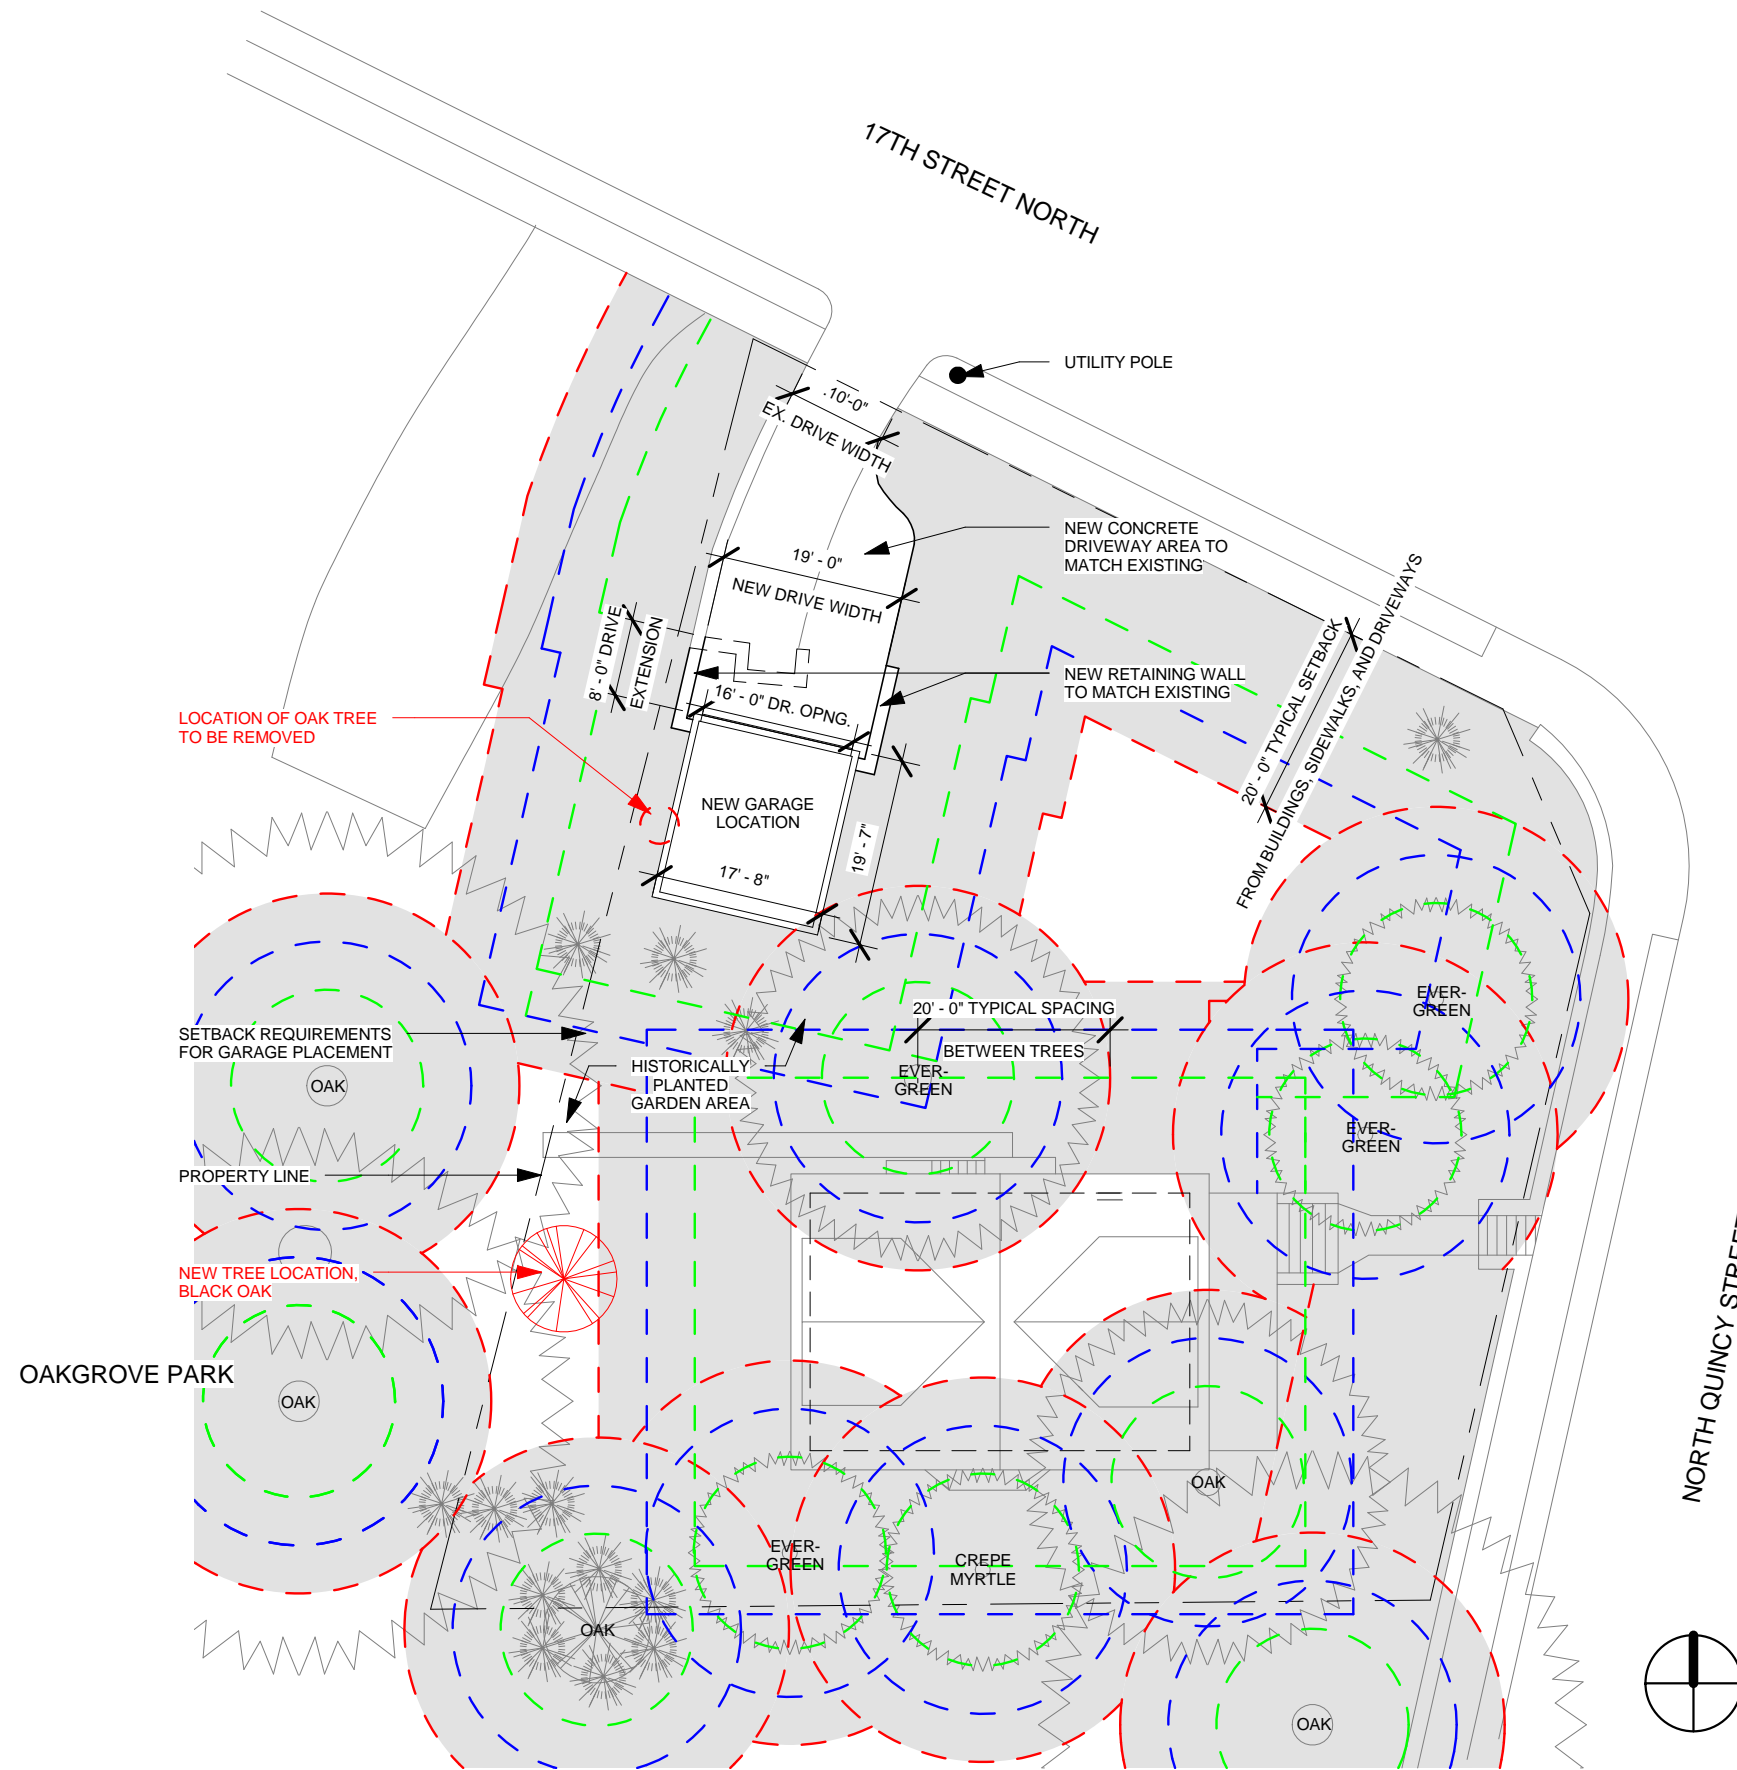 17TH STREET NORTH
UTILITY POLE
.10'-0"
EX. DRIVE WIDTH
NEW CONCRETE
DRIVEWAY AREA TO
MATCH EXISTING
19' - 0"
NEW DRIVE WIDTH
8' - 0" DRIVE
EXTENSION
20' - 0" TYPICAL SETBACK
FROM BUILDINGS, SIDEWALKS, AND DRIVEWAYS
NEW RETAINING WALL
TO MATCH EXISTING
16' - 0" DR. OPNG.
LOCATION OF OAK TREE
TO BE REMOVED
NEW GARAGE
LOCATION
19' - 7"
17' - 8"
EVER-
GREEN
20' - 0" TYPICAL SPACING
BETWEEN TREES
SETBACK REQUIREMENTS
FOR GARAGE PLACEMENT
HISTORICALLY
PLANTED
GARDEN AREA
EVER-
GREEN
OAK
EVER-
GREEN
PROPERTY LINE
NEW TREE LOCATION,
BLACK OAK
OAKGROVE PARK
OAK
NORTH QUINCY STREET
OAK
EVER-
GREEN
CREPE
MYRTLE
OAK
OAK